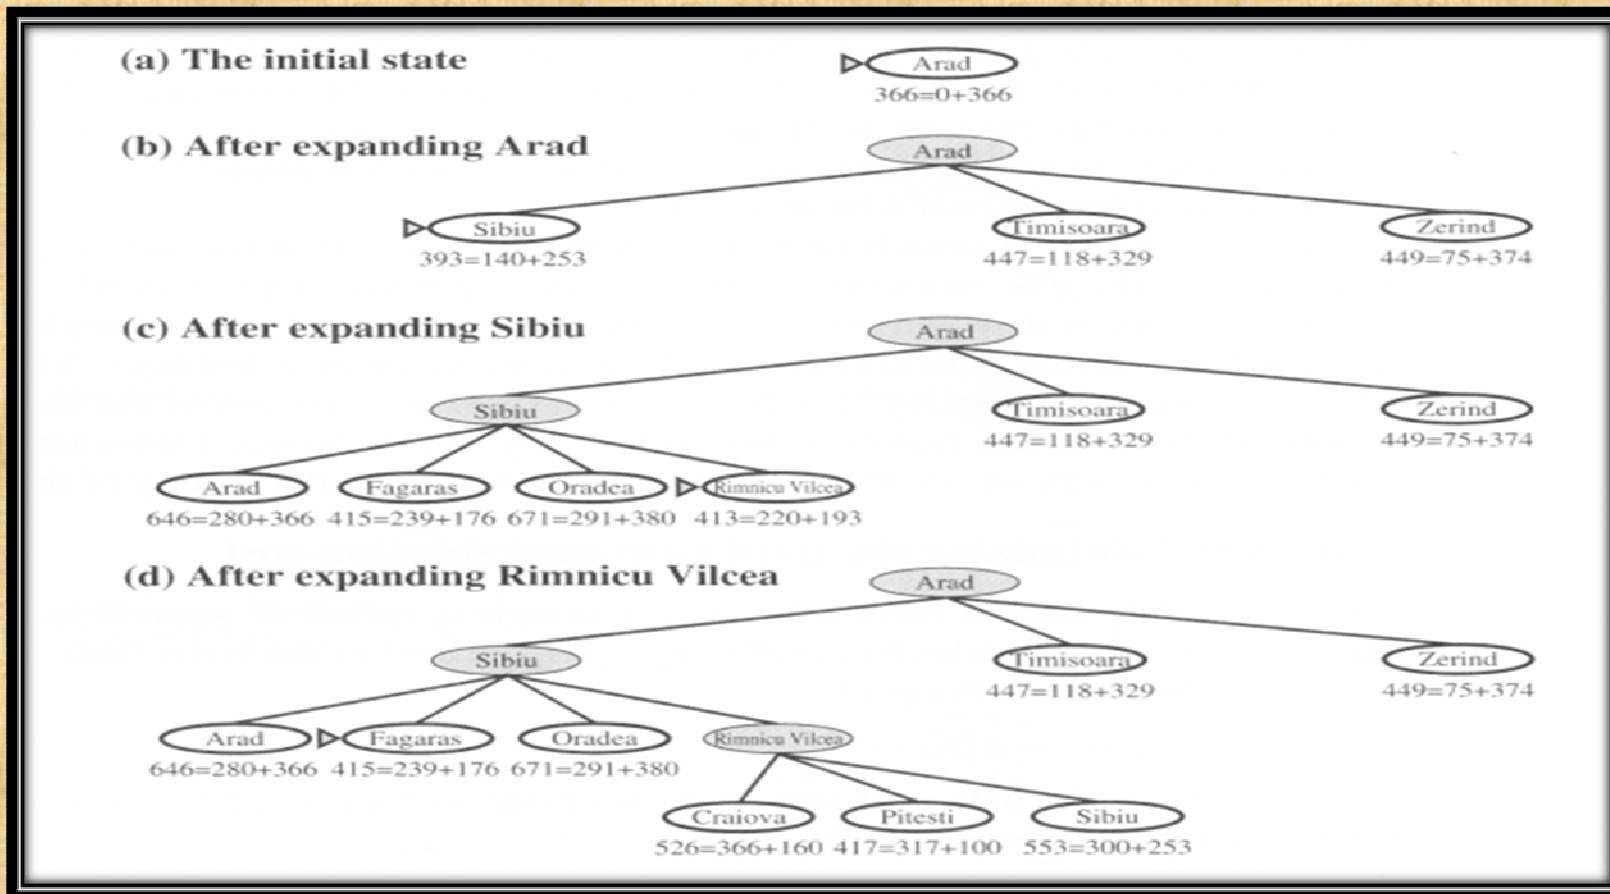 (a) The initial state
Arad
366=0+366
(b) After expanding Arad
Arad
Sibiu Timisoara Zerind
393=140+253 447=118+329 449=75+374
(c) After expanding Sibiu
Arad
Sibiu Timisoara Zerind
447=118+329 449=75+374
Arad Fagaras Oradea Rimnicu Vilcea
646=280+366 415=239+176 671=291+380 413=220+193
(d) After expanding Rimnicu Vilcea
Arad
Sibiu Timisoara Zerind
447=118+329 449=75+374
Arad Fagaras Oradea Rimnicu Vilcea
646=280+366 415=239+176 671=291+380
Craiova Pitesti Sibiu
526=366+160 417=317+100 553=300+253